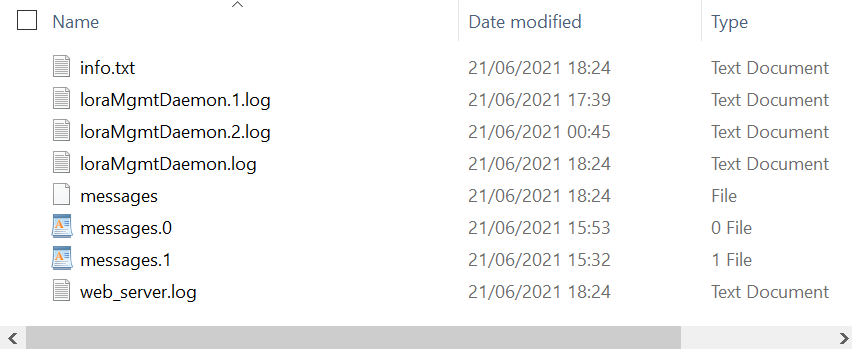 Name Date modified Type
info.txt 21/06/2021 18:24 Text Document
loraMgmtDaemon.1.log 21/06/2021 17:39 Text Document
loraMgmtDaemon.2.log 21/06/2021 00:45 Text Document
loraMgmtDaemon.log 21/06/2021 18:24 Text Document
messages 21/06/2021 18:24 File
messages.0 21/06/2021 15:53 0 File
messages.1 21/06/2021 15:32 1 File
web_server.log 21/06/2021 18:24 Text Document